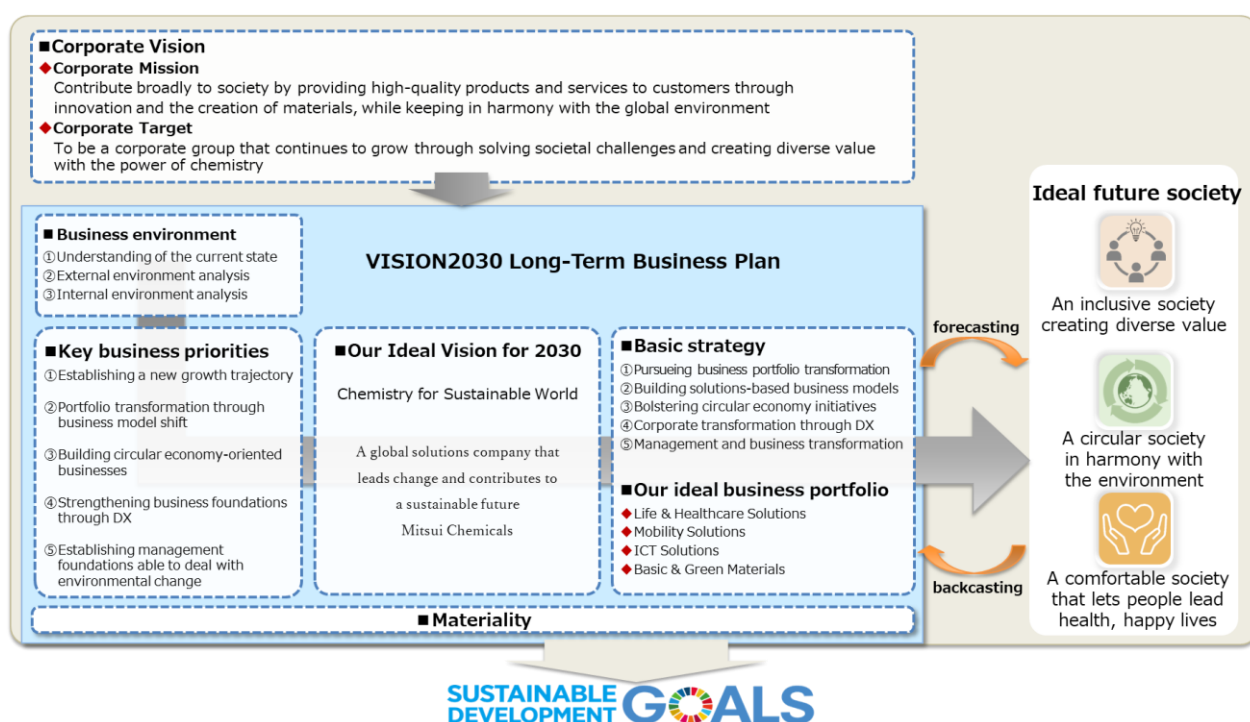 ■Corporate Vision
◆Corporate Mission
Contribute broadly to society by providing high-quality products and services to customers through
innovation and the creation of materials, while keeping in harmony with the global environment
◆Corporate Target
To be a corporate group that continues to grow through solving societal challenges and creating diverse value
with the power of chemistry
■ Business environment
①Understanding of the current state
②External environment analysis
③Internal environment analysis
VISION2030 Long-Term Business Plan
■Key business priorities
①Establishing a new growth trajectory
②Portfolio transformation through
business model shift
③Building circular economy-oriented
businesses
④Strengthening business foundations
through DX
⑤Establishing management
foundations able to deal with
environmental change
■Our Ideal Vision for 2030
Chemistry for Sustainable World
A global solutions company that
leads change and contributes to
a sustainable future
Mitsui Chemicals
■Basic strategy
①Pursueing business portfolio transformation
②Building solutions-based business models
③Bolstering circular economy initiatives
④Corporate transformation through DX
⑤Management and business transformation
■Our ideal business portfolio
◆Life & Healthcare Solutions
◆Mobility Solutions
◆ICT Solutions
◆Basic & Green Materials
■ Materiality
forecasting
backcasting
Ideal future society
An inclusive society
creating diverse value
A circular society
in harmony with
the environment
A comfortable society
that lets people lead
health, happy lives
SUSTAINABLE
DEVELOPMENT
GOALS